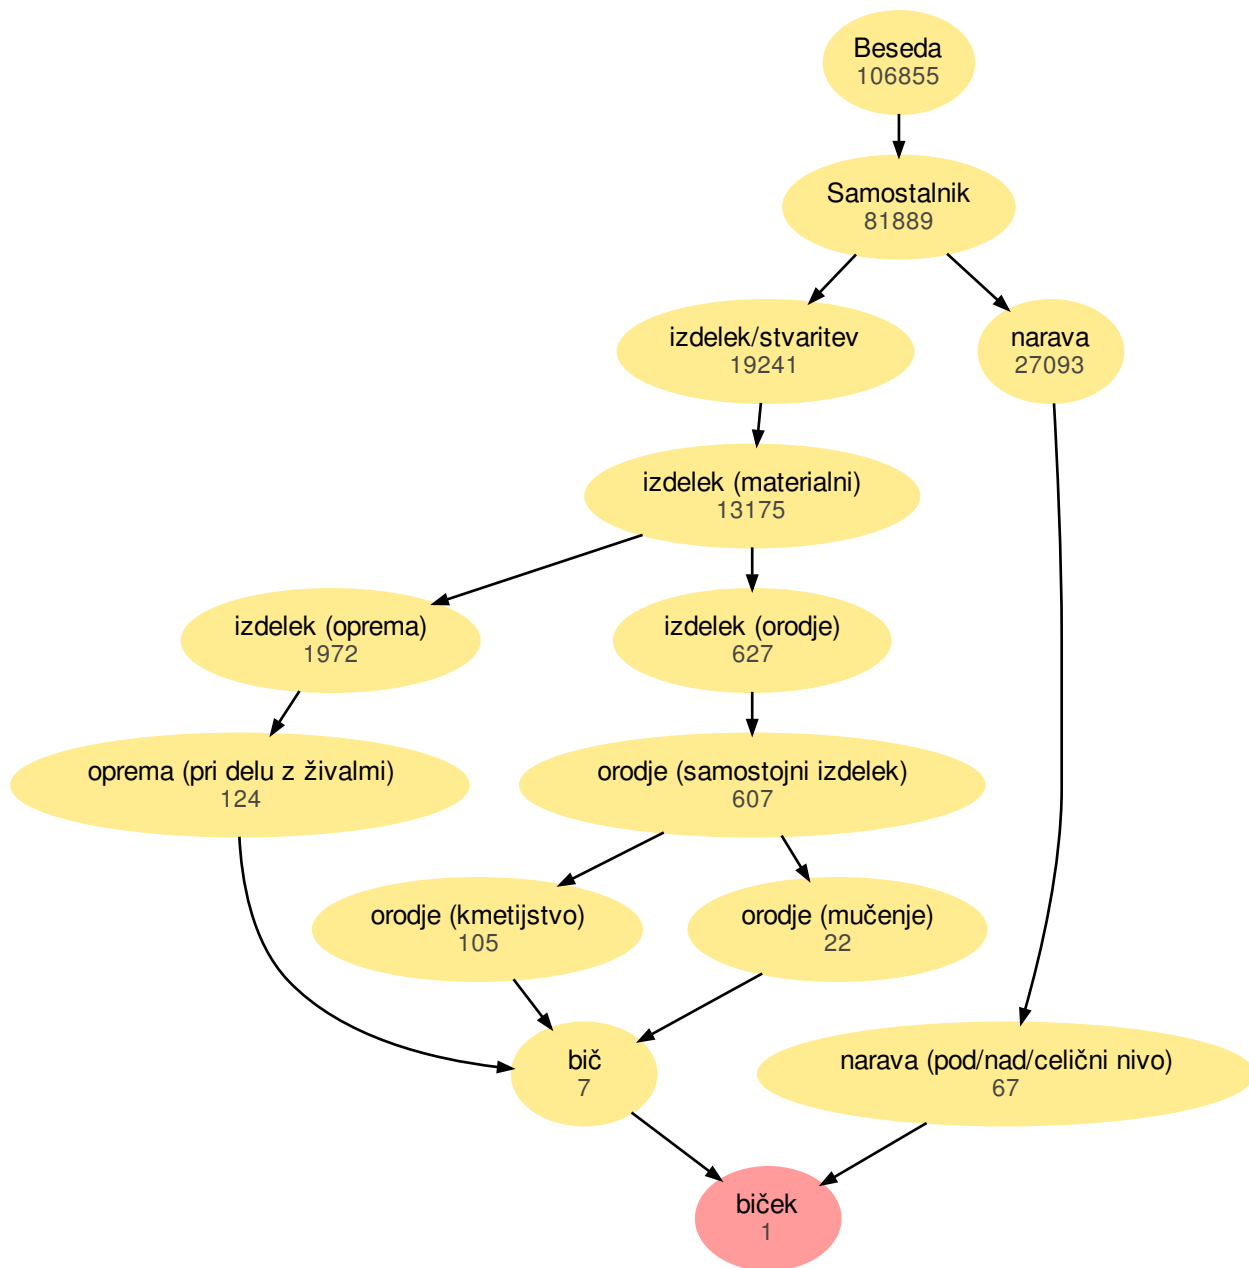 Beseda
106855
Samostalnik
81889
izdelek/stvaritev
19241
narava
27093
izdelek (materialni)
13175
izdelek (oprema)
1972
izdelek (orodje)
627
oprema (pri delu z živalmi)
124
orodje (samostojni izdelek)
607
orodje (kmetijstvo)
105
orodje (mučenje)
22
bič
7
narava (pod/nad/celični nivo)
67
biček
1